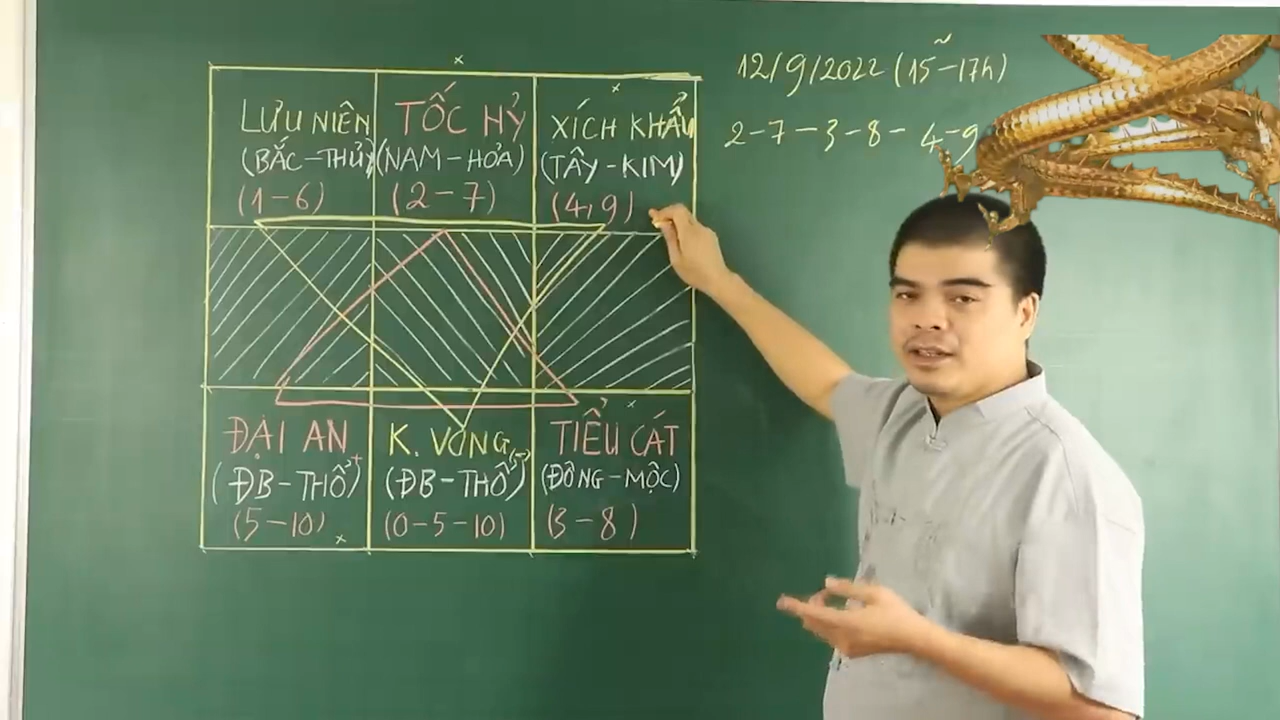 12/9/2022 (15 - 17h)
2 - 7 - 3 - 8 - 4 - 9
LƯU NIÊN
(BẮC - THỦY)
(1 - 6)
TỐC HỶ
(NAM - HỎA)
(2 - 7)
XÍCH KHẨU
(TÂY - KIM)
(4, 9)
ĐẠI AN +
(ĐB - THỔ)
(5 - 10)
K. VONG (5-)
(ĐB - THỔ)
(0 - 5 - 10)
TIỂU CÁT
(ĐÔNG - MỘC)
(3 - 8)